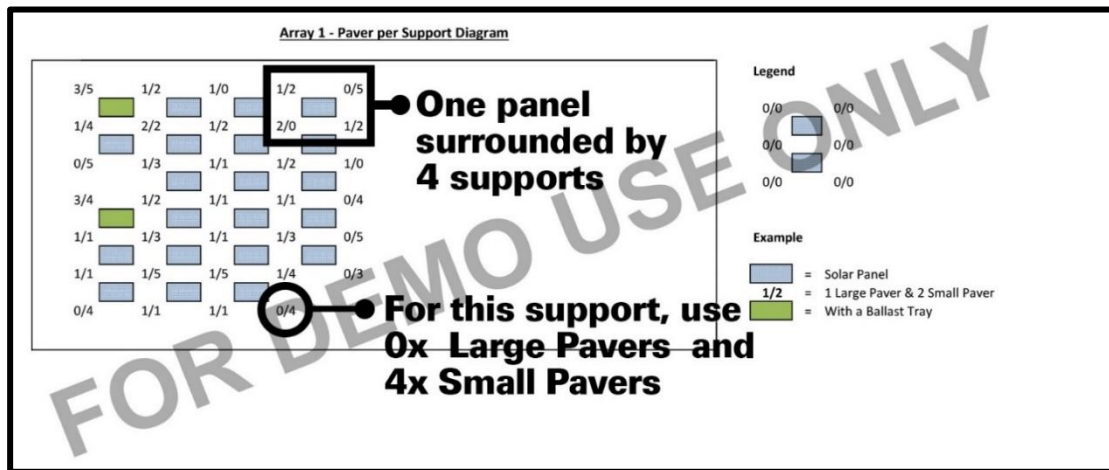 Array 1 - Paver per Support Diagram
3/5 1/2 1/0 1/2 0/5
1/4 2/2 1/2 2/0 1/2
0/5 1/3 1/1 1/2 1/0
3/4 1/2 1/1 1/1 0/4
1/1 1/3 1/1 1/3 0/5
1/1 1/5 1/5 1/4 0/3
0/4 1/1 1/1 0/4
One panel
surrounded by
4 supports
For this support, use
0x Large Pavers and
4x Small Pavers
Legend
0/0 0/0
0/0 0/0
0/0 0/0
Example
= Solar Panel
1/2 = 1 Large Paver & 2 Small Paver
= With a Ballast Tray
FOR DEMO USE ONLY